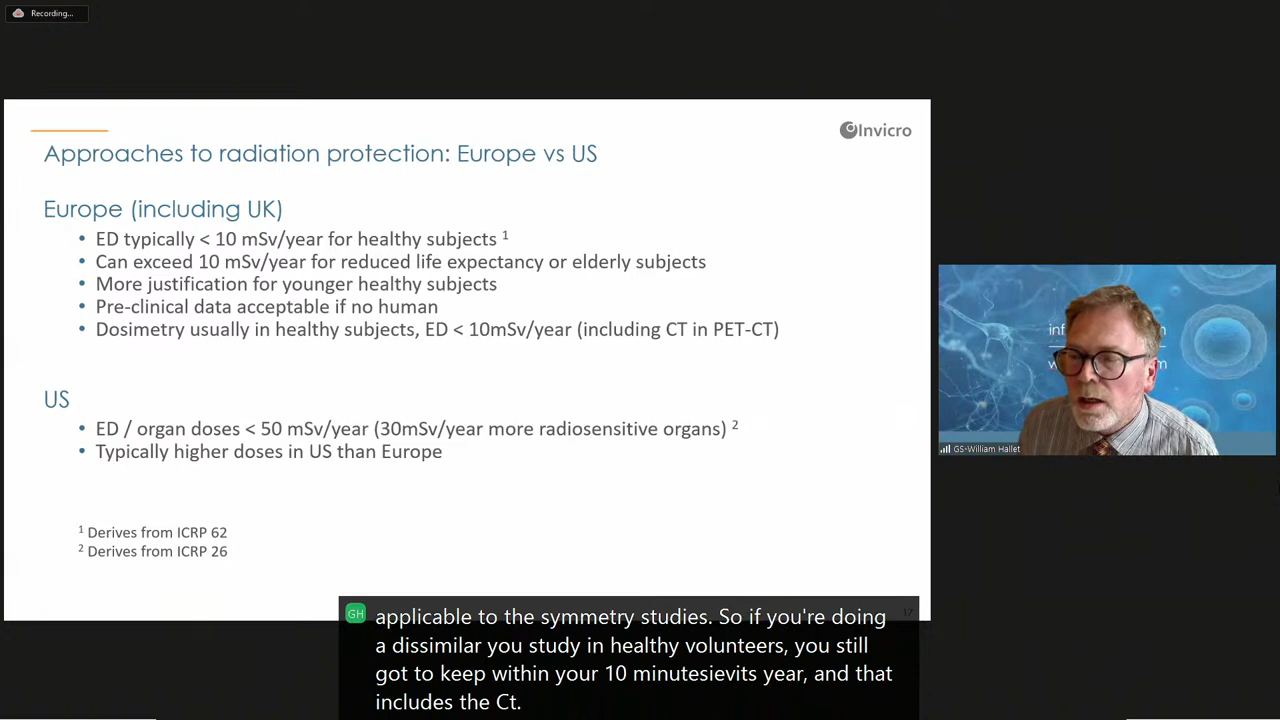 Recording...
Invicro
Approaches to radiation protection: Europe vs US
Europe (including UK)
• ED typically < 10 mSv/year for healthy subjects 1
• Can exceed 10 mSv/year for reduced life expectancy or elderly subjects
• More justification for younger healthy subjects
• Pre-clinical data acceptable if no human
• Dosimetry usually in healthy subjects, ED < 10mSv/year (including CT in PET-CT)
US
• ED / organ doses < 50 mSv/year (30mSv/year more radiosensitive organs) 2
• Typically higher doses in US than Europe
1 Derives from ICRP 62
2 Derives from ICRP 26
17
GS-William Hallet
GH
applicable to the symmetry studies. So if you're doing
a dissimilar you study in healthy volunteers, you still
got to keep within your 10 minutesievits year, and that
includes the Ct.